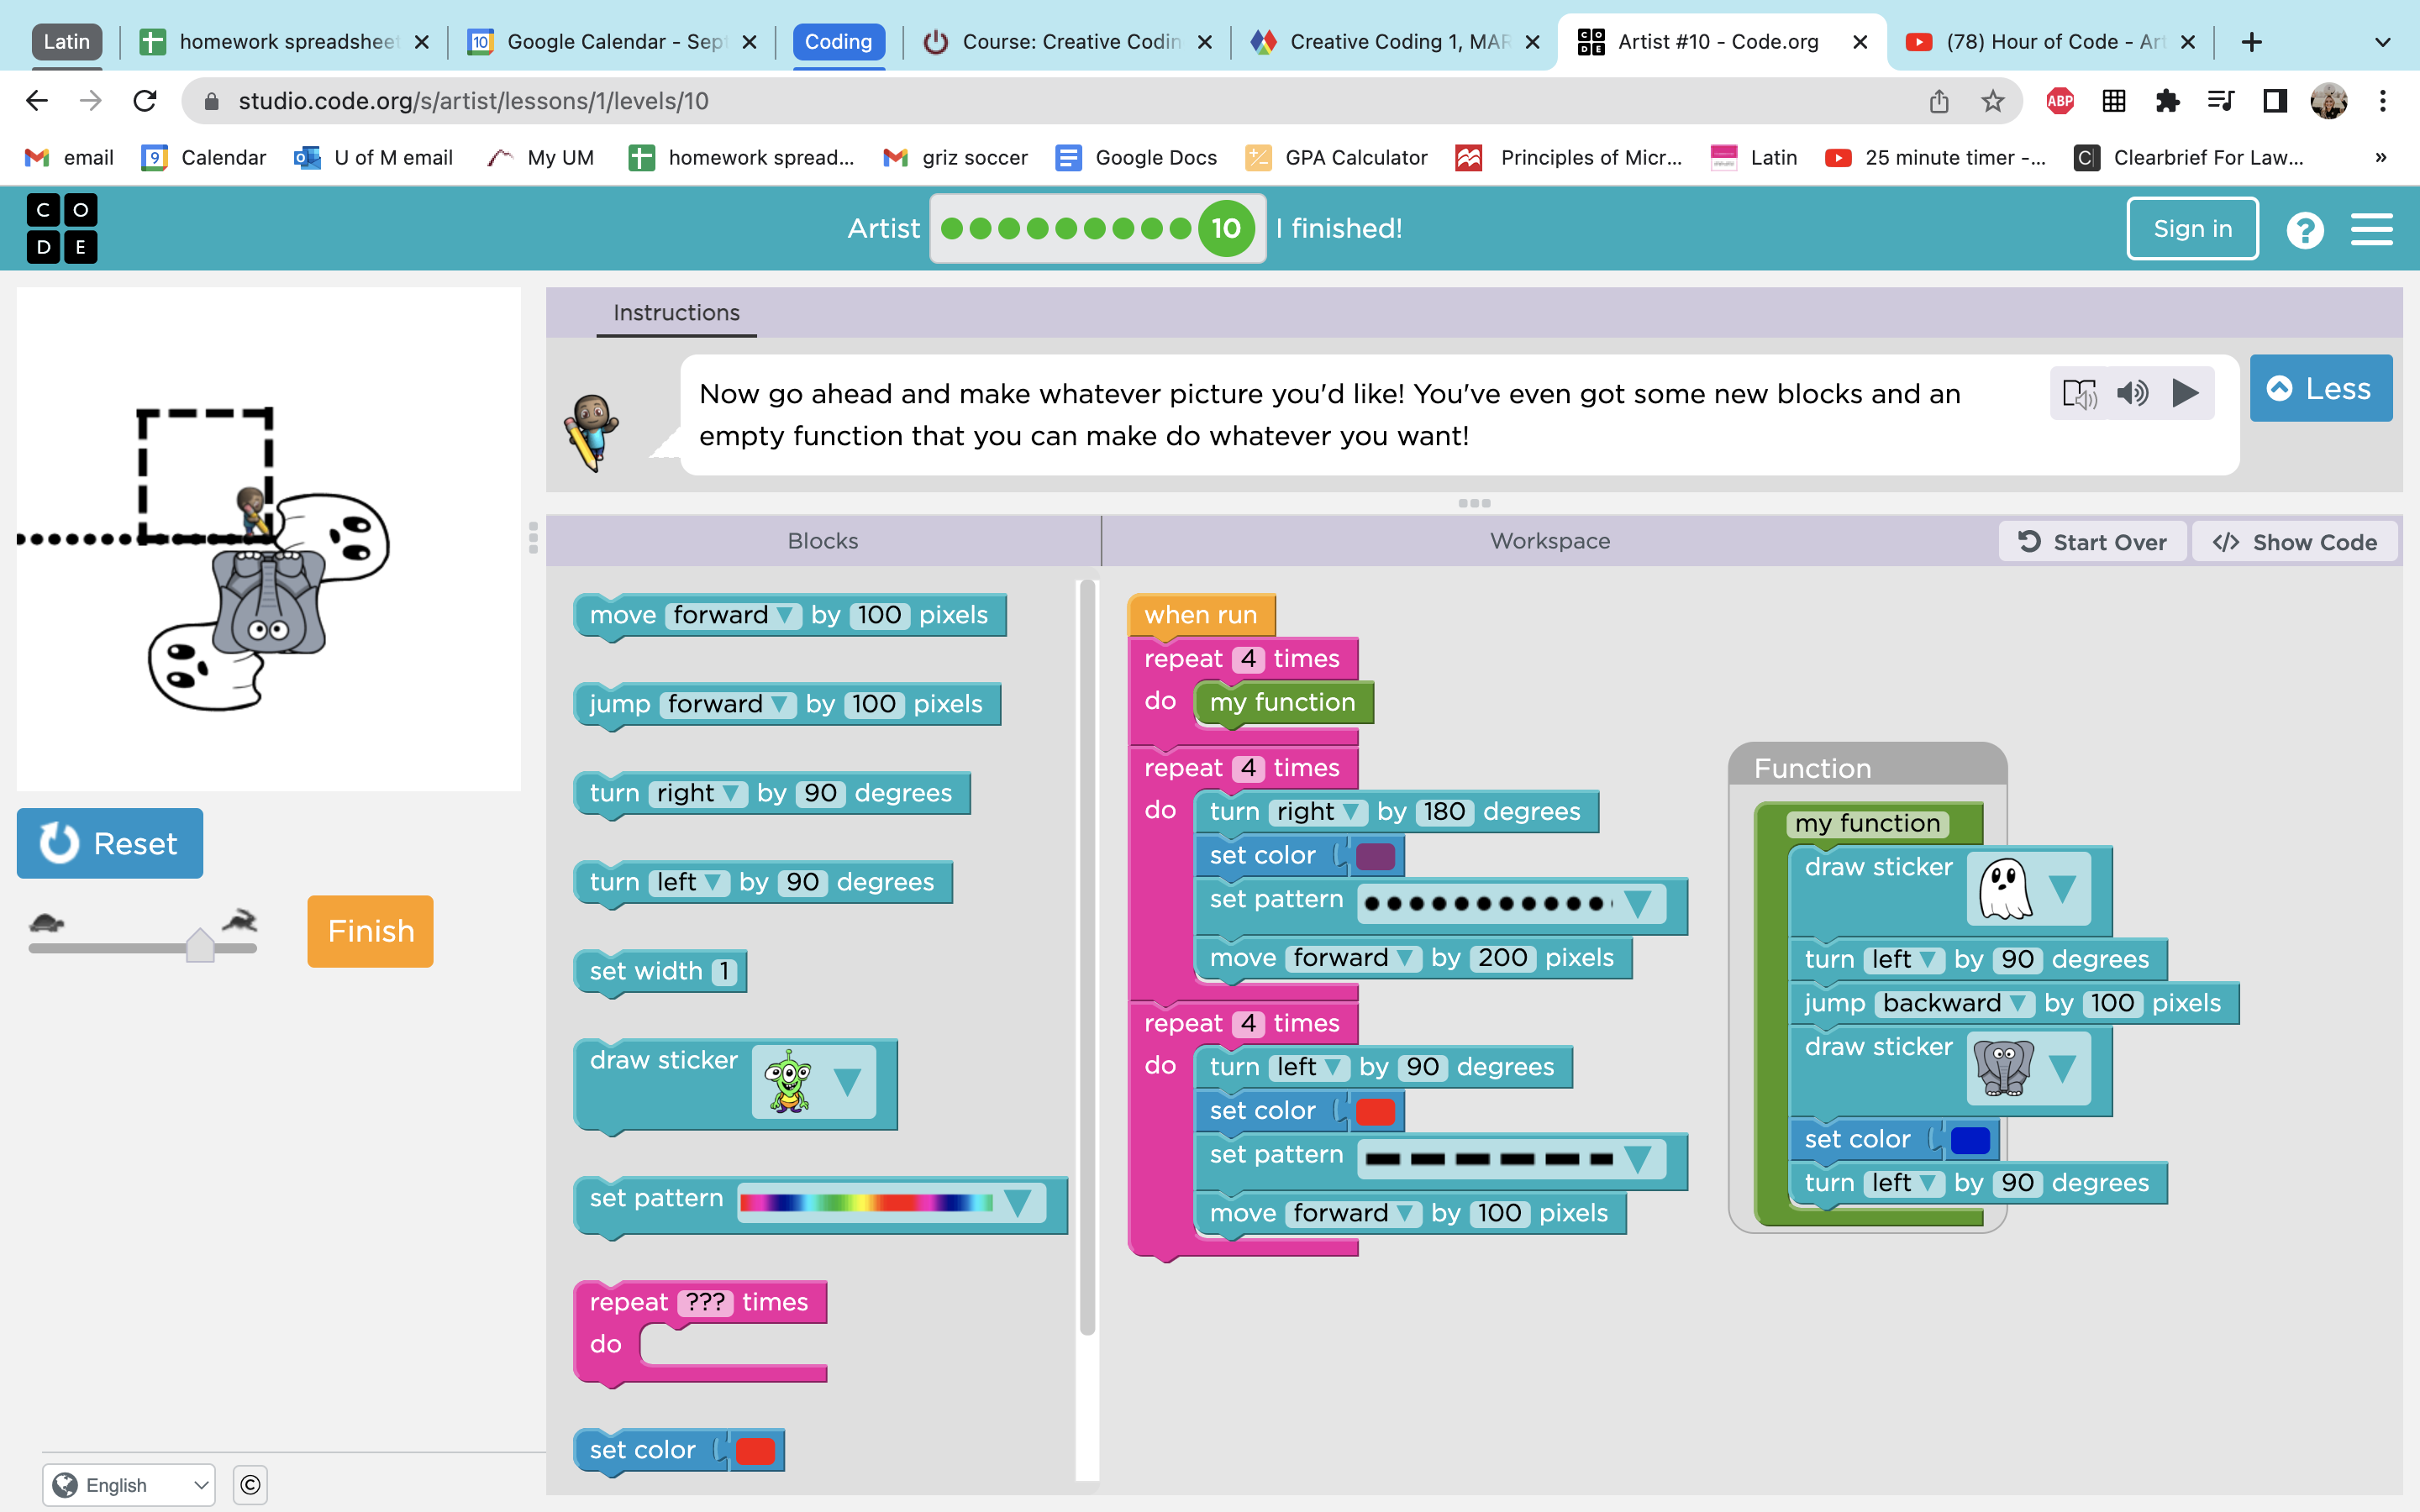 Latin
homework spreadsheet
10
Google Calendar - Sep
Coding
Course: Creative Codin
Creative Coding 1, MAR
C O D E
Artist #10 - Code.org
(78) Hour of Code - Art
studio.code.org/s/artist/lessons/1/levels/10
ABP
email
9 Calendar
U of M email
My UM
homework spread...
griz soccer
Google Docs
GPA Calculator
Principles of Micr...
Latin
25 minute timer -...
C| Clearbrief For Law...
»
C O
D E
Artist
10
I finished!
Sign in
?
Instructions
Now go ahead and make whatever picture you'd like! You've even got some new blocks and an
empty function that you can make do whatever you want!
Less
Blocks
Workspace
Start Over
</> Show Code
Reset
Finish
move forward by 100 pixels
jump forward by 100 pixels
turn right by 90 degrees
turn left by 90 degrees
set width 1
draw sticker
set pattern
repeat ??? times
do
set color
when run
repeat 4 times
do my function
repeat 4 times
do turn right by 180 degrees
set color
set pattern
move forward by 200 pixels
repeat 4 times
do turn left by 90 degrees
set color
set pattern
move forward by 100 pixels
Function
my function
draw sticker
turn left by 90 degrees
jump backward by 100 pixels
draw sticker
set color
turn left by 90 degrees
English
©